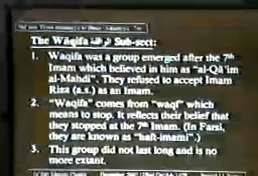 The Wāqifa Sub-sect:
1. Waqifa was a group emerged after the 7th
Imam which believed in him as "al-Qā'im
al-Mahdi". They refused to accept Imam
Riza (a.s.) as an Imam.
2. "Waqifa" comes from "waqf" which
means to stop. It reflects their belief that
they stopped at the 7th Imam. (In Farsi,
they are known as "haft-imami".)
3. This group did not last long and is no
more extant.